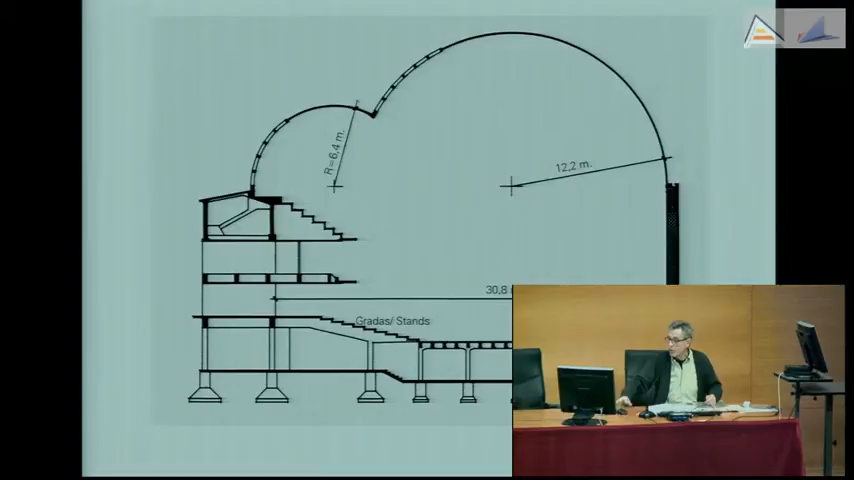 R=6,4 m.
12,2 m.
30,8
Gradas/ Stands